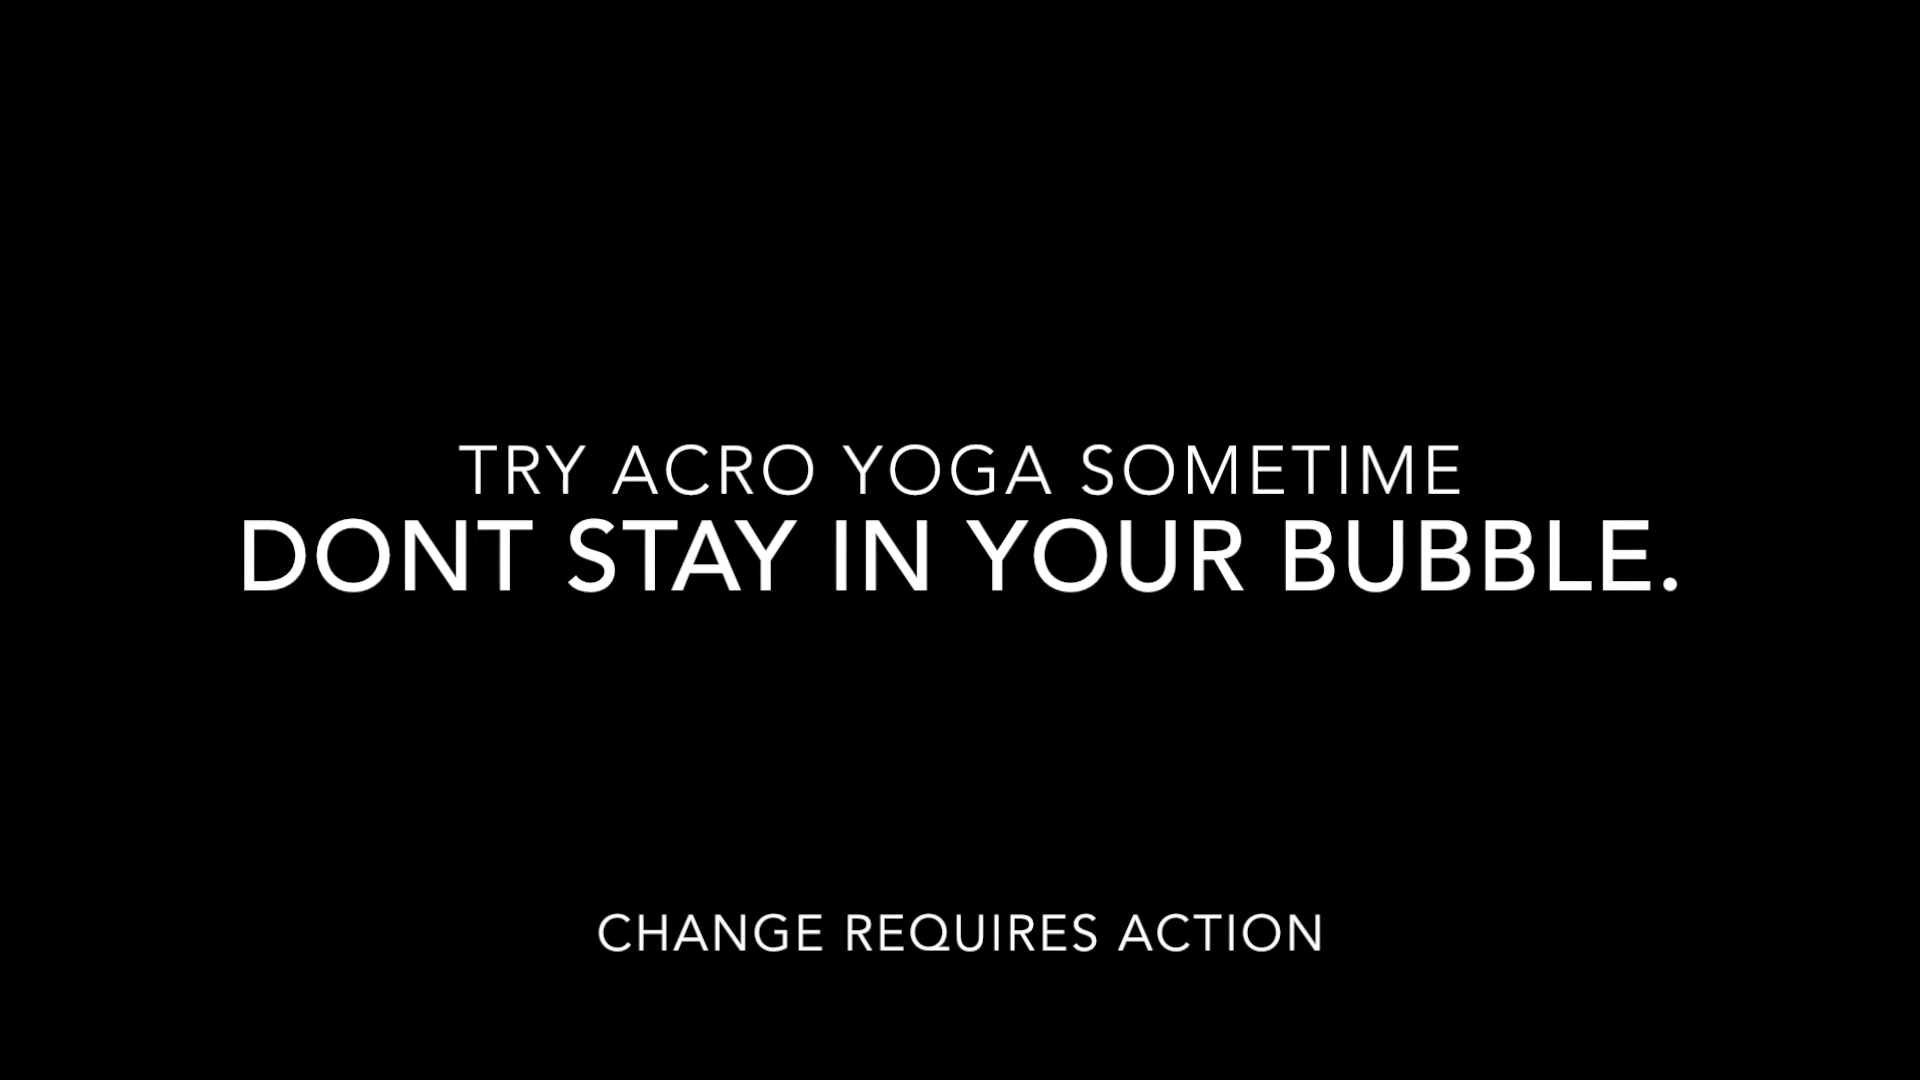 TRY ACRO YOGA SOMETIME
DONT STAY IN YOUR BUBBLE.
CHANGE REQUIRES ACTION